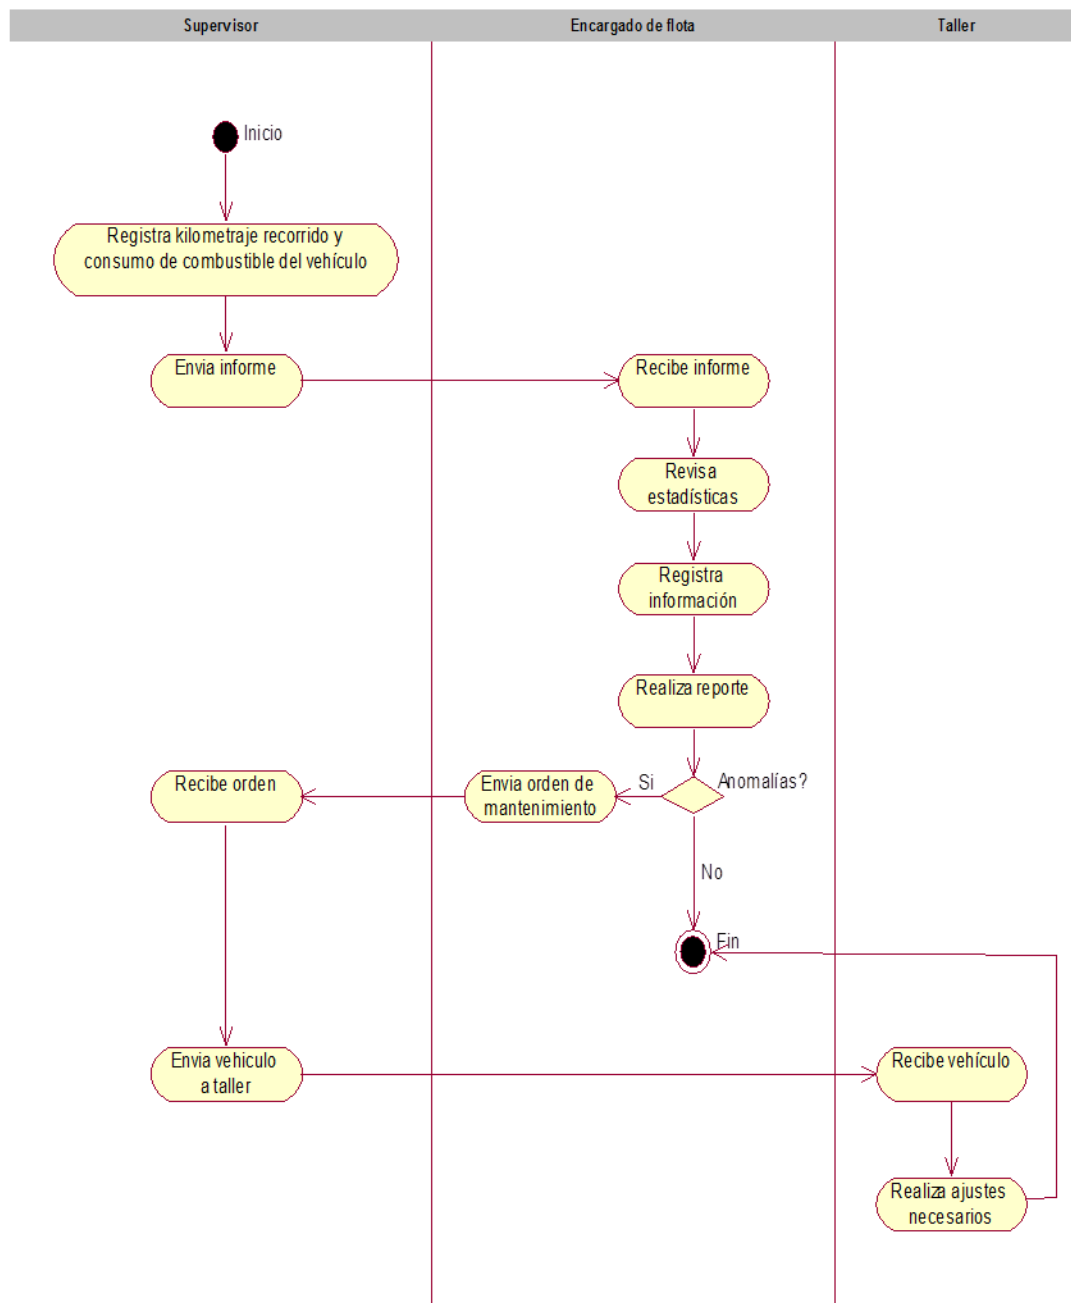 Supervisor
Encargado de flota
Taller
Inicio
Registra kilometraje recorrido y
consumo de combustible del vehículo
Envia informe
Recibe informe
Revisa
estadísticas
Registra
información
Realiza reporte
Anomalías?
Si
Envia orden de
mantenimiento
Recibe orden
No
Fin
Envia vehiculo
a taller
Recibe vehículo
Realiza ajustes
necesarios